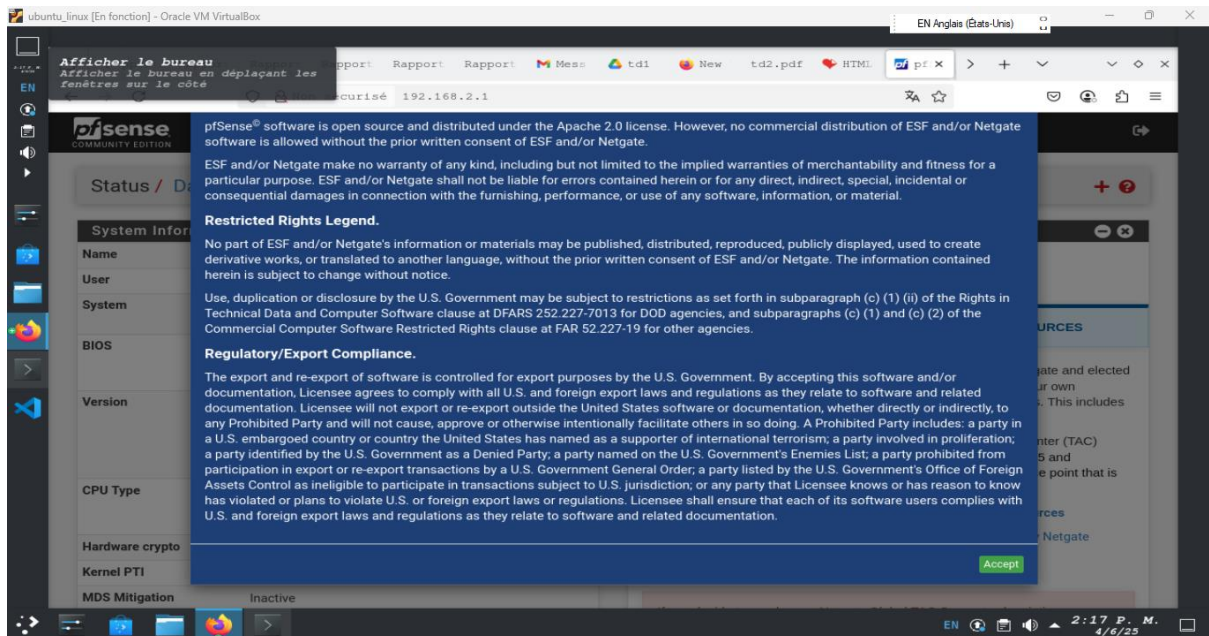 ubuntu_linux [En fonction] - Oracle VM VirtualBox
EN Anglais (États-Unis)
Afficher le bureau
Afficher le bureau en déplaçant les
fenêtres sur le côté
Rapport Rapport Mess td1 New td2.pdf HTML pf
EN
192.168.2.1
pfsense
COMMUNITY EDITION
Status /
System Infor
Name
User
System
BIOS
Version
CPU Type
Hardware crypto
Kernel PTI
MDS Mitigation Inactive
pfSense© software is open source and distributed under the Apache 2.0 license. However, no commercial distribution of ESF and/or Netgate
software is allowed without the prior written consent of ESF and/or Netgate.
ESF and/or Netgate make no warranty of any kind, including but not limited to the implied warranties of merchantability and fitness for a
particular purpose. ESF and/or Netgate shall not be liable for errors contained herein or for any direct, indirect, special, incidental or
consequential damages in connection with the furnishing, performance, or use of any software, information, or material.
Restricted Rights Legend.
No part of ESF and/or Netgate's information or materials may be published, distributed, reproduced, publicly displayed, used to create
derivative works, or translated to another language, without the prior written consent of ESF and/or Netgate. The information contained
herein is subject to change without notice.
Use, duplication or disclosure by the U.S. Government may be subject to restrictions as set forth in subparagraph (c) (1) (ii) of the Rights in
Technical Data and Computer Software clause at DFARS 252.227-7013 for DOD agencies, and subparagraphs (c) (1) and (c) (2) of the
Commercial Computer Software Restricted Rights clause at FAR 52.227-19 for other agencies.
Regulatory/Export Compliance.
The export and re-export of software is controlled for export purposes by the U.S. Government. By accepting this software and/or
documentation, Licensee agrees to comply with all U.S. and foreign export laws and regulations as they relate to software and related
documentation. Licensee will not export or re-export outside the United States software or documentation, whether directly or indirectly, to
any Prohibited Party and will not cause, approve or otherwise intentionally facilitate others in so doing. A Prohibited Party includes: a party in
a U.S. embargoed country or country the United States has named as a supporter of international terrorism; a party involved in proliferation;
a party identified by the U.S. Government as a Denied Party; a party named on the U.S. Government's Enemies List; a party prohibited from
participation in export or re-export transactions by a U.S. Government General Order; a party listed by the U.S. Government's Office of Foreign
Assets Control as ineligible to participate in transactions subject to U.S. jurisdiction; or any party that Licensee knows or has reason to know
has violated or plans to violate U.S. or foreign export laws or regulations. Licensee shall ensure that each of its software users complies with
U.S. and foreign export laws and regulations as they relate to software and related documentation.
Accept
URCES
gate and elected
ur own
s. This includes
nter (TAC)
5 and
e point that is
rces
Netgate
EN 2:17 P. M.
4/6/25